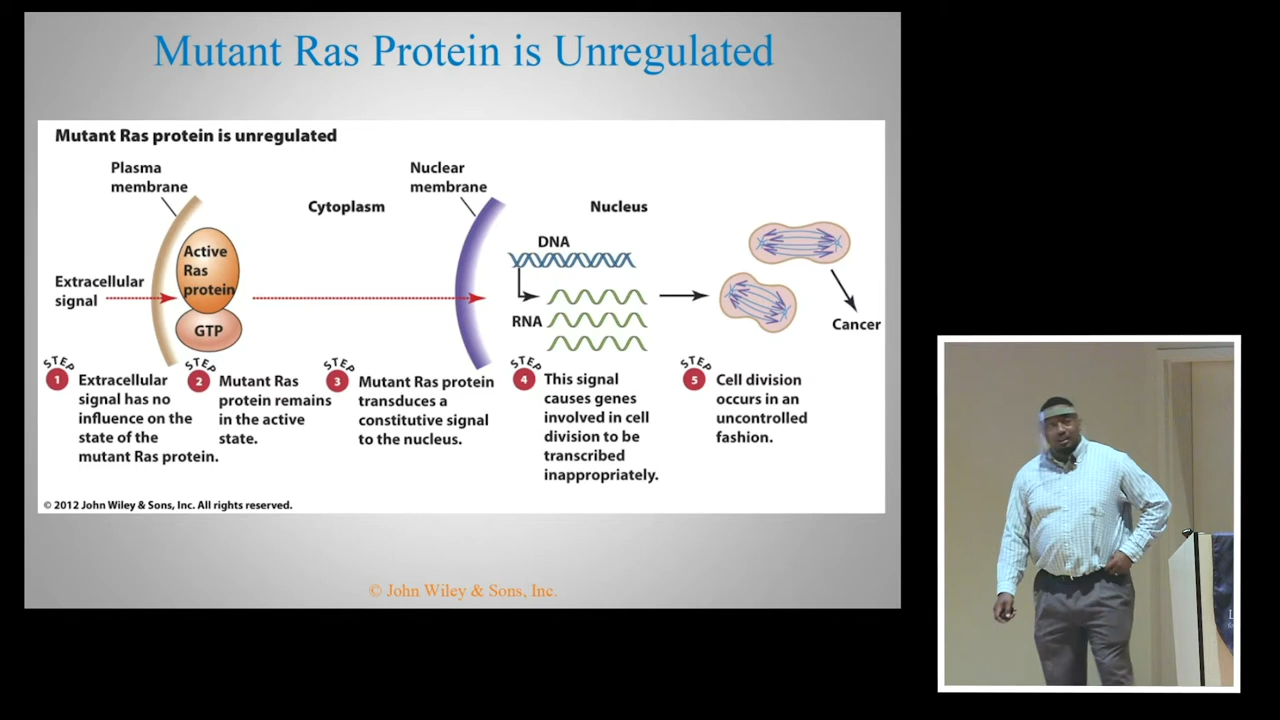 Mutant Ras Protein is Unregulated
Mutant Ras protein is unregulated
Plasma
membrane
Nuclear
membrane
Cytoplasm
Nucleus
DNA
Active
Ras
protein
Extracellular
signal
GTP
RNA
Cancer
STEP
1
Extracellular
signal has no
influence on the
state of the
mutant Ras protein.
STEP
2
Mutant Ras
protein remains
in the active
state.
STEP
3
Mutant Ras protein
transduces a
constitutive signal
to the nucleus.
STEP
4
This signal
causes genes
involved in cell
division to be
transcribed
inappropriately.
STEP
5
Cell division
occurs in an
uncontrolled
fashion.
© 2012 John Wiley & Sons, Inc. All rights reserved.
© John Wiley & Sons, Inc.